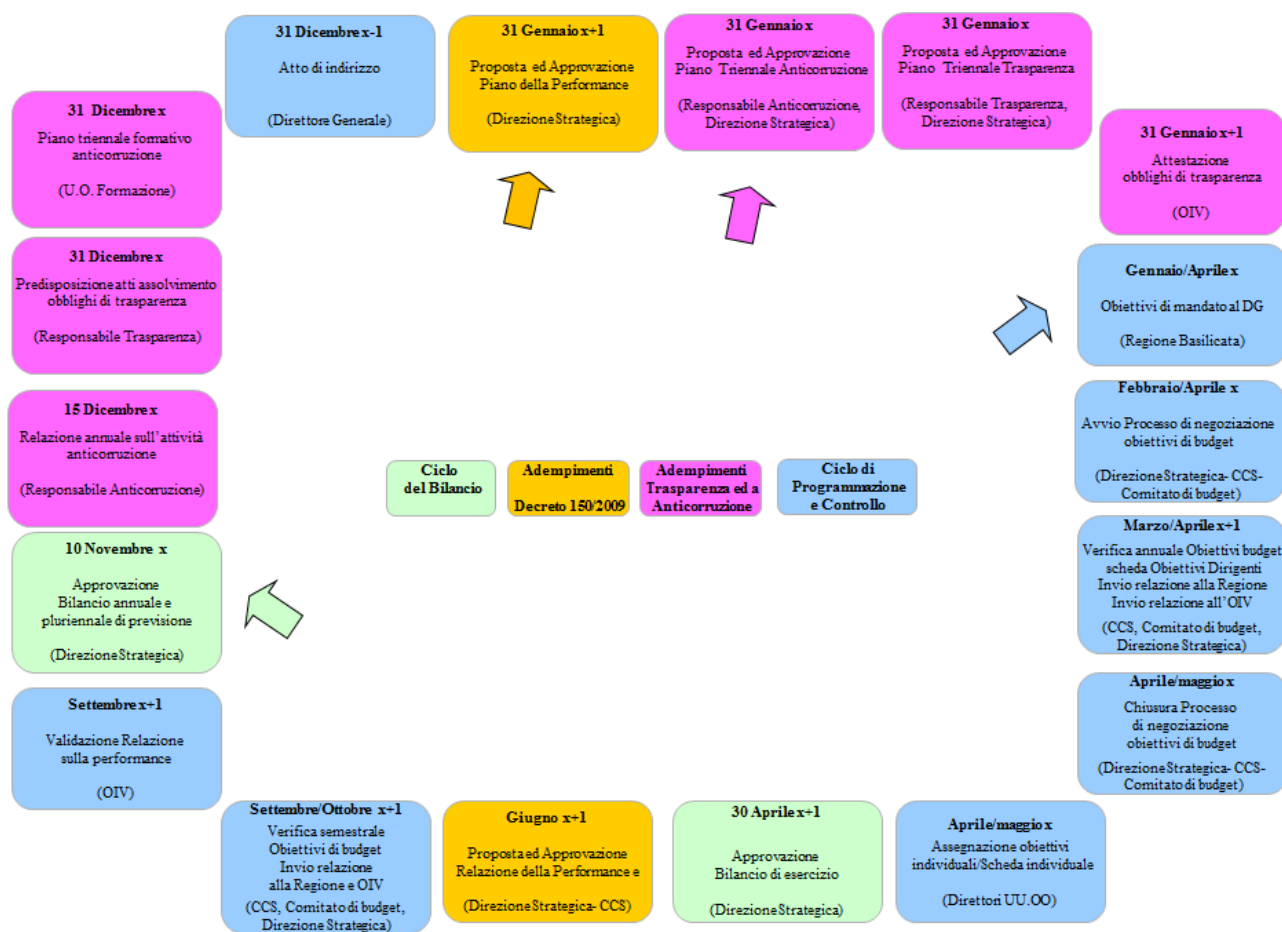 31 Dicembre x-1
Atto di indirizzo
(Direttore Generale)
31 Gennaio x+1
Proposta ed Approvazione
Piano della Performance
(Direzione Strategica)
31 Gennaio x
Proposta ed Approvazione
Piano Triennale Anticorruzione
(Responsabile Anticorruzione,
Direzione Strategica)
31 Gennaio x
Proposta ed Approvazione
Piano Triennale Trasparenza
(Responsabile Trasparenza,
Direzione Strategica)
31 Gennaio x+1
Attestazione
obblighi di trasparenza
(OIV)
Gennaio/Aprile x
Obiettivi di mandato al DG
(Regione Basilicata)
Febbraio/Aprile x
Avvio Processo di negoziazione
obiettivi di budget
(Direzione Strategica- CCS-
Comitato di budget)
Marzo/Aprile x+1
Verifica annuale Obiettivi budget
scheda Obiettivi Dirigenti
Invio relazione alla Regione
Invio relazione all'OIV
(CCS, Comitato di budget,
Direzione Strategica)
Aprile/maggio x
Chiusura Processo
di negoziazione
obiettivi di budget
(Direzione Strategica- CCS-
Comitato di budget)
Aprile/maggio x
Assegnazione obiettivi
individuali/Scheda individuale
(Direttori UU.OO)
30 Aprile x+1
Approvazione
Bilancio di esercizio
(Direzione Strategica)
Giugno x+1
Proposta ed Approvazione
Relazione della Performance e
(Direzione Strategica- CCS)
Settembre/Ottobre x+1
Verifica semestrale
Obiettivi di budget
Invio relazione
alla Regione e OIV
(CCS, Comitato di budget,
Direzione Strategica)
Settembre x+1
Validazione Relazione
sulla performance
(OIV)
10 Novembre x
Approvazione
Bilancio annuale e
pluriennale di previsione
(Direzione Strategica)
15 Dicembre x
Relazione annuale sull'attività
anticorruzione
(Responsabile Anticorruzione)
31 Dicembre x
Predisposizione atti assolvimento
obblighi di trasparenza
(Responsabile Trasparenza)
31 Dicembre x
Piano triennale formativo
anticorruzione
(U.O. Formazione)
Ciclo
del Bilancio
Adempimenti
Decreto 150/2009
Adempimenti
Trasparenza ed a
Anticorruzione
Ciclo di
Programmazione
e Controllo